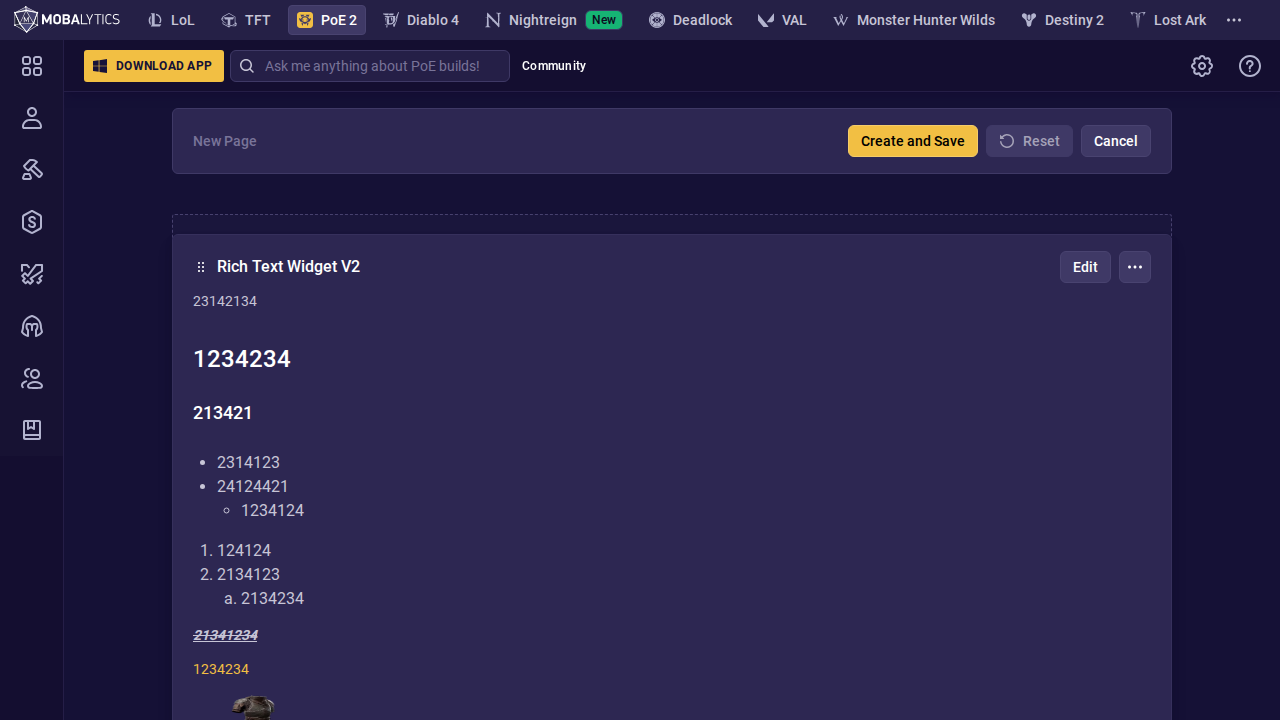 MOBALYTICS LoL TFT PoE 2 Diablo 4 Nightreign New Deadlock VAL Monster Hunter Wilds Destiny 2 Lost Ark
DOWNLOAD APP Ask me anything about PoE builds! Community
New Page Create and Save Reset Cancel
Rich Text Widget V2 Edit
23142134
1234234
213421
• 2314123
• 24124421
◦ 1234124
1. 124124
2. 2134123
a. 2134234
21341234
1234234